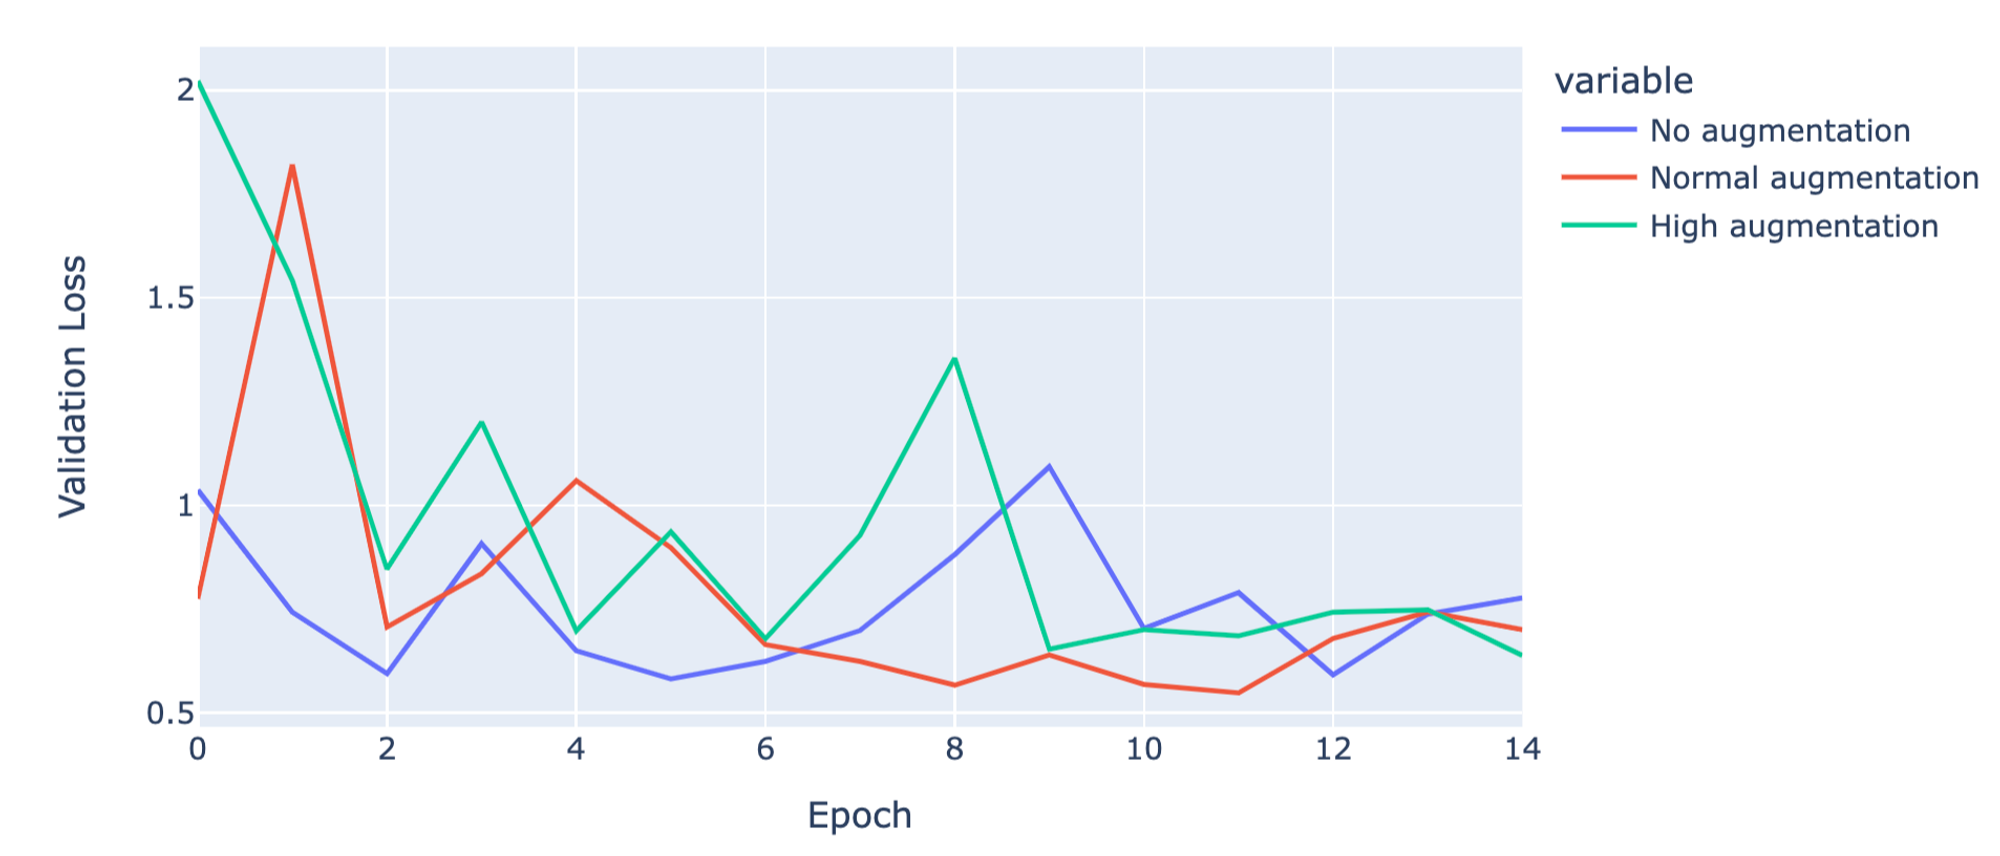 variable
No augmentation
Normal augmentation
High augmentation
Validation Loss
2
1.5
1
0.5
0 2 4 6 8 10 12 14
Epoch